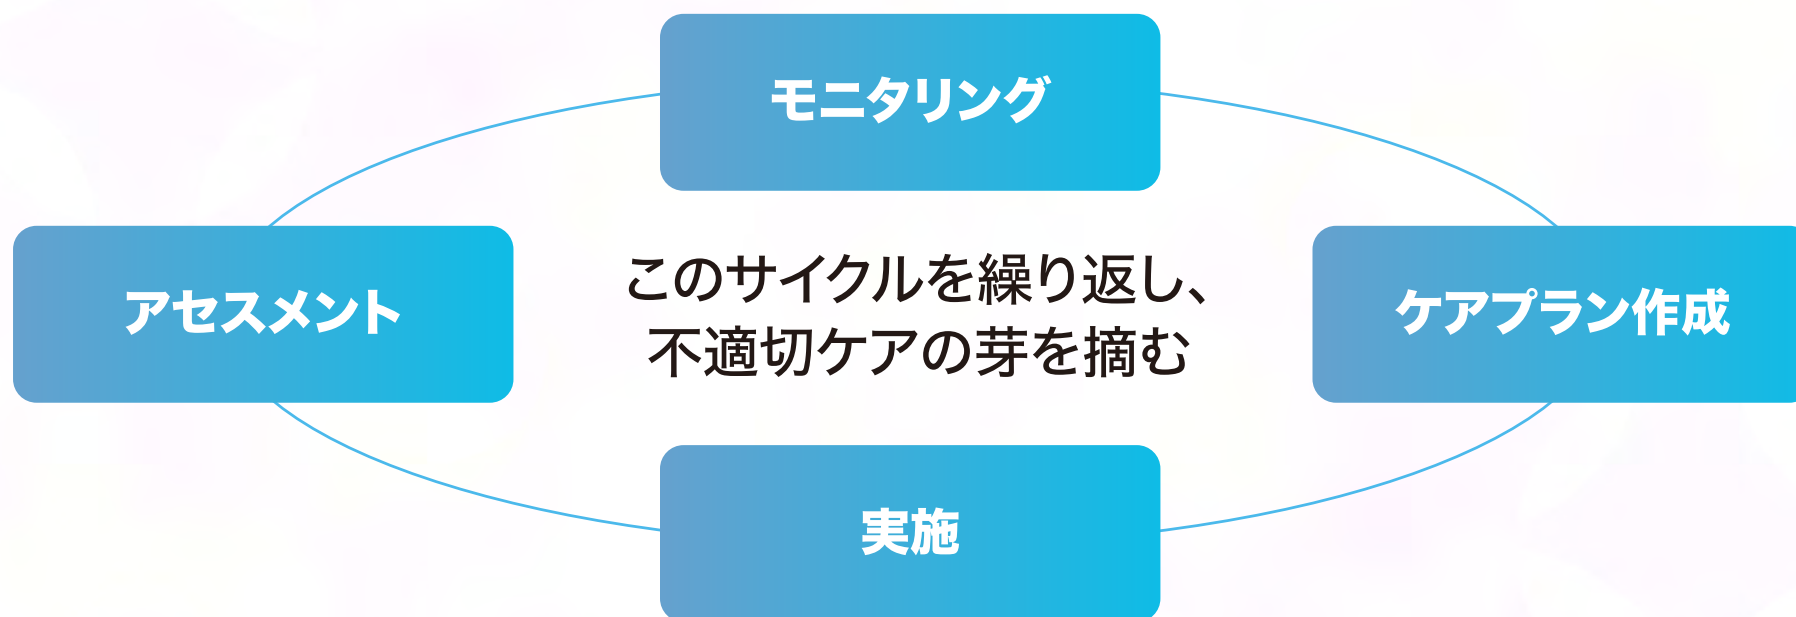 モニタリング
アセスメント
このサイクルを繰り返し、
不適切ケアの芽を摘む
ケアプラン作成
実施